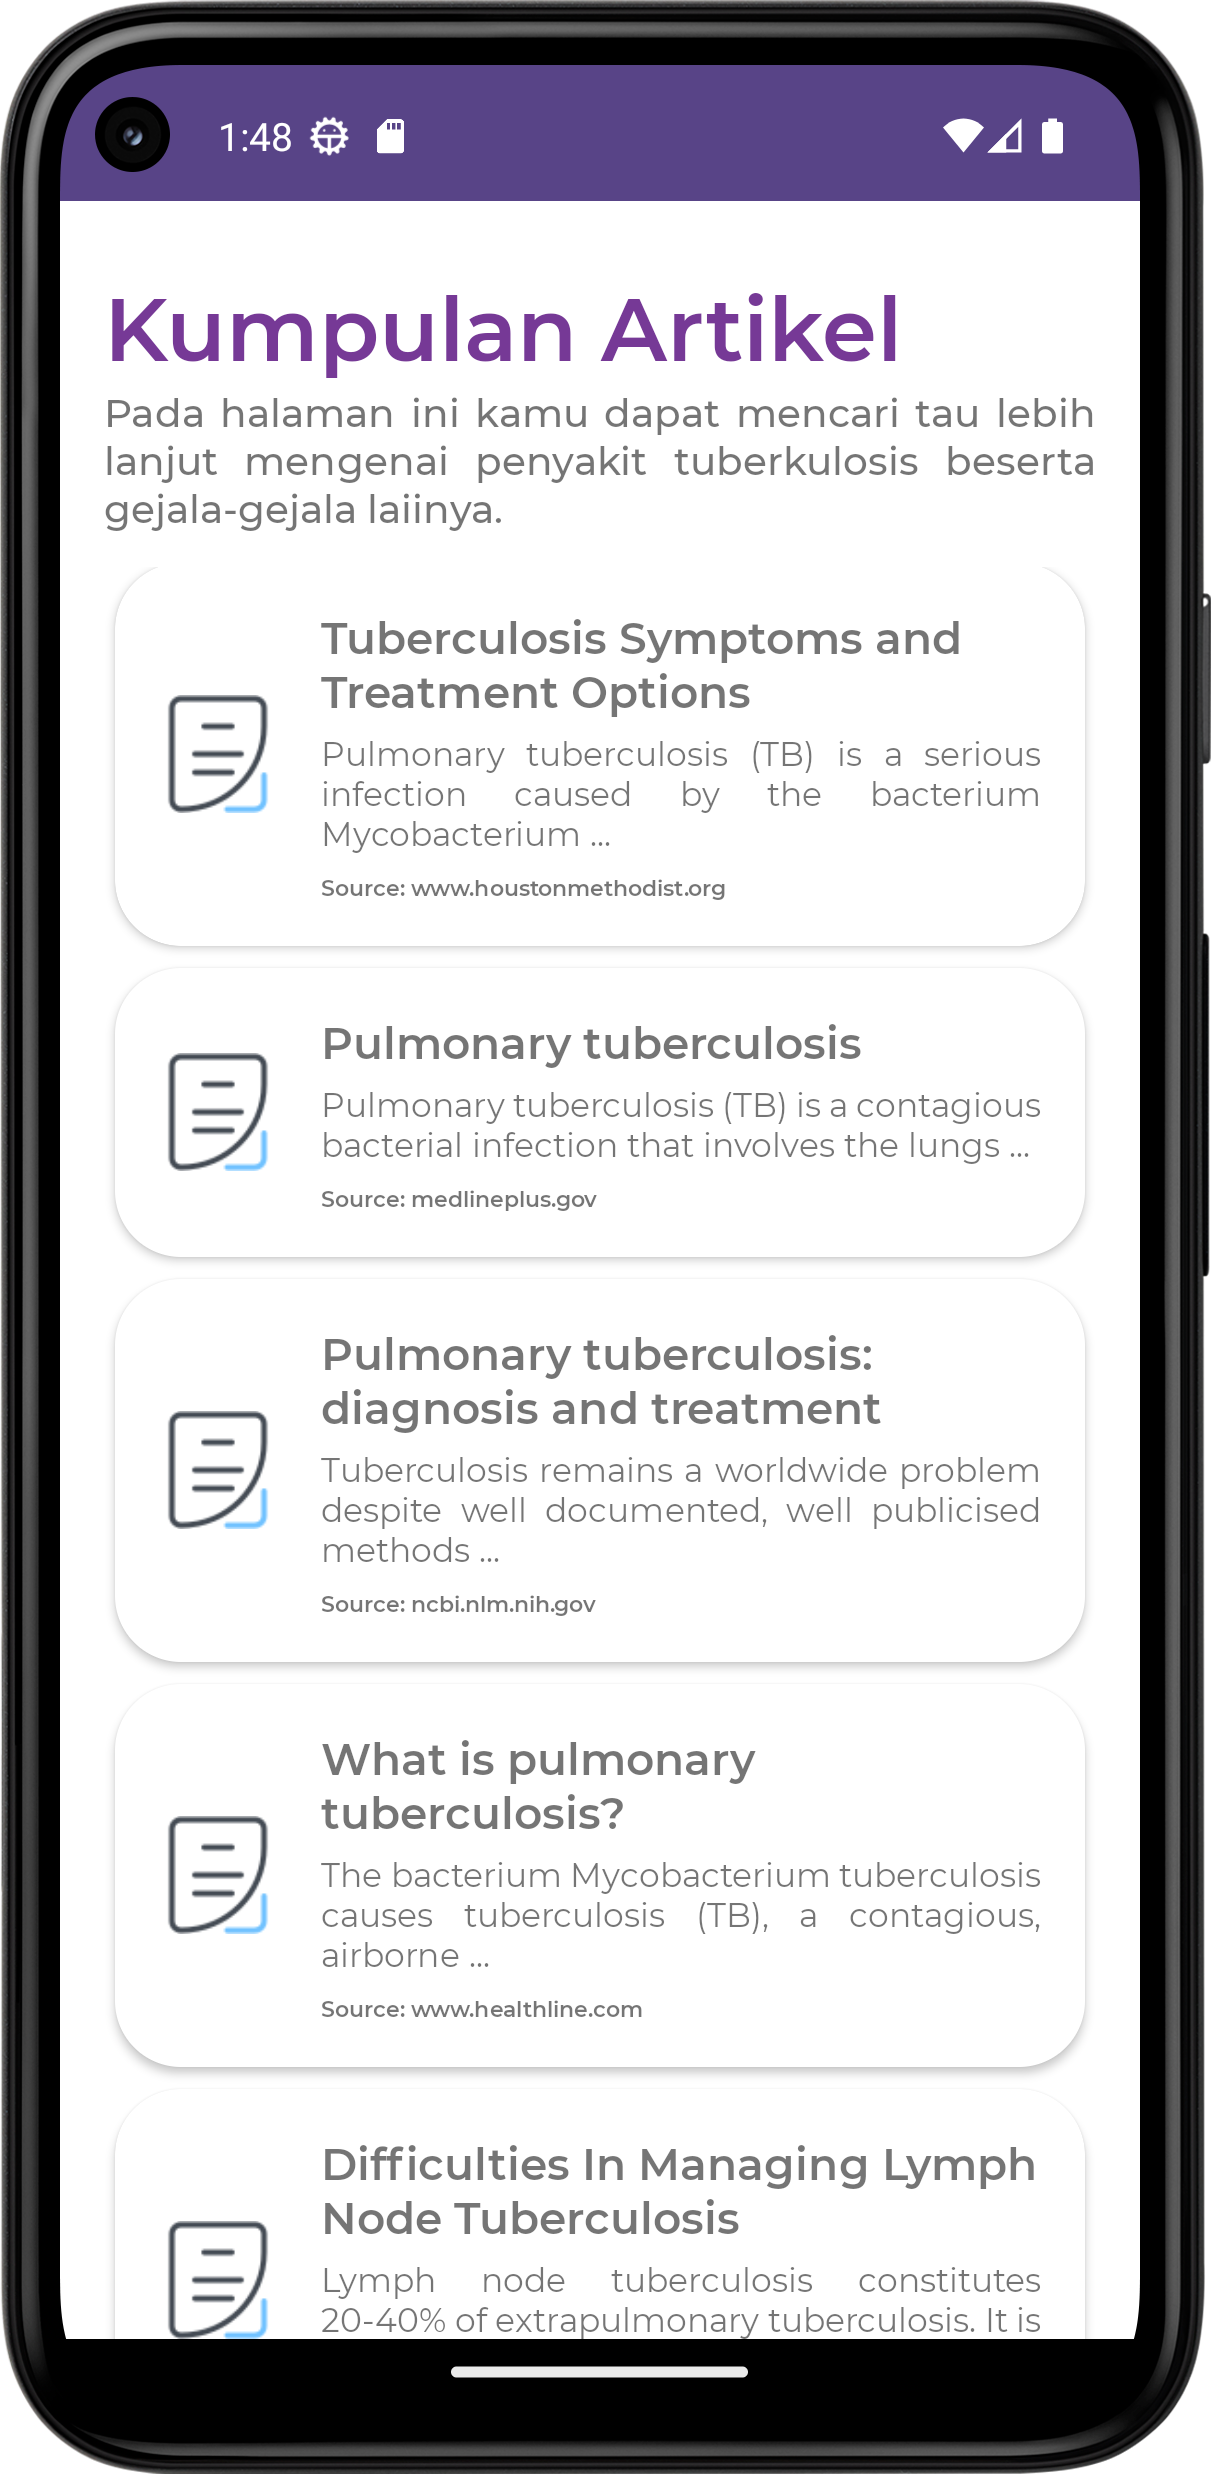 1:48
Kumpulan Artikel
Pada halaman ini kamu dapat mencari tau lebih
lanjut mengenai penyakit tuberkulosis beserta
gejala-gejala laiinya.
Tuberculosis Symptoms and
Treatment Options
Pulmonary tuberculosis (TB) is a serious
infection caused by the bacterium
Mycobacterium ...
Source: www.houstonmethodist.org
Pulmonary tuberculosis
Pulmonary tuberculosis (TB) is a contagious
bacterial infection that involves the lungs ...
Source: medlineplus.gov
Pulmonary tuberculosis:
diagnosis and treatment
Tuberculosis remains a worldwide problem
despite well documented, well publicised
methods ...
Source: ncbi.nlm.nih.gov
What is pulmonary
tuberculosis?
The bacterium Mycobacterium tuberculosis
causes tuberculosis (TB), a contagious,
airborne ...
Source: www.healthline.com
Difficulties In Managing Lymph
Node Tuberculosis
Lymph node tuberculosis constitutes
20-40% of extrapulmonary tuberculosis. It is